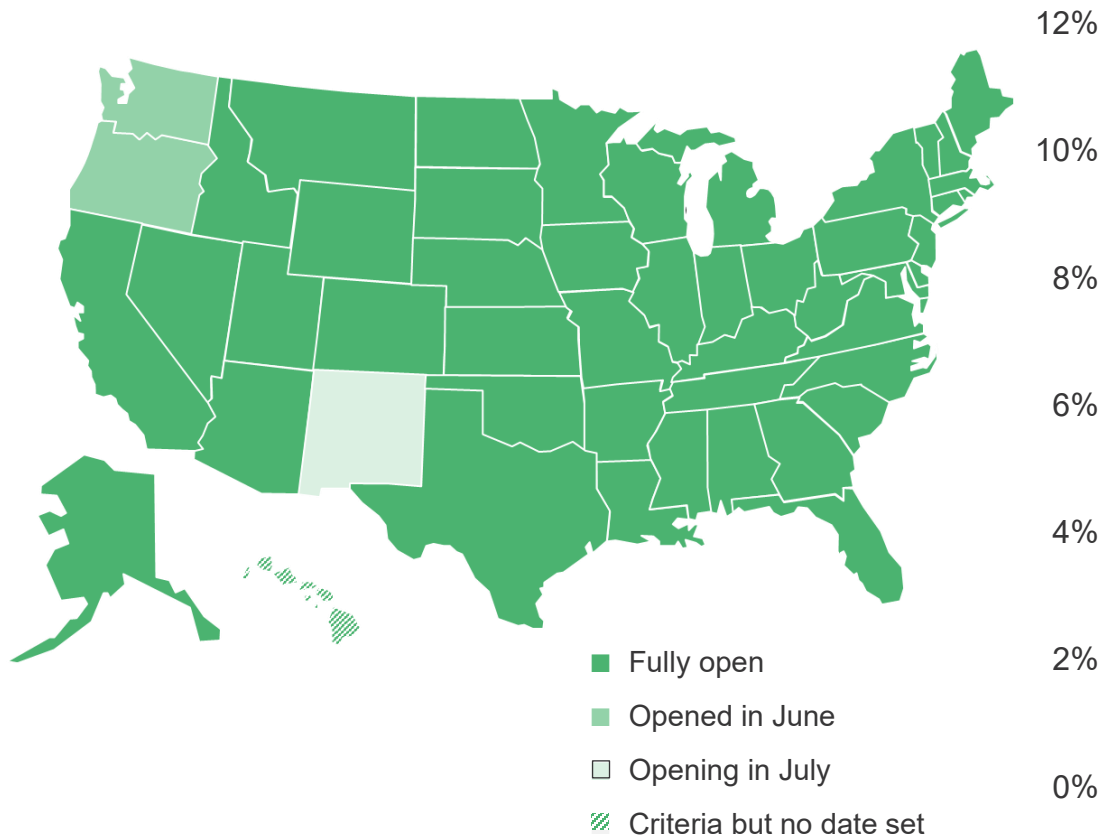 12%
10%
8%
6%
4%
2%
0%
Fully open
Opened in June
Opening in July
Criteria but no date set